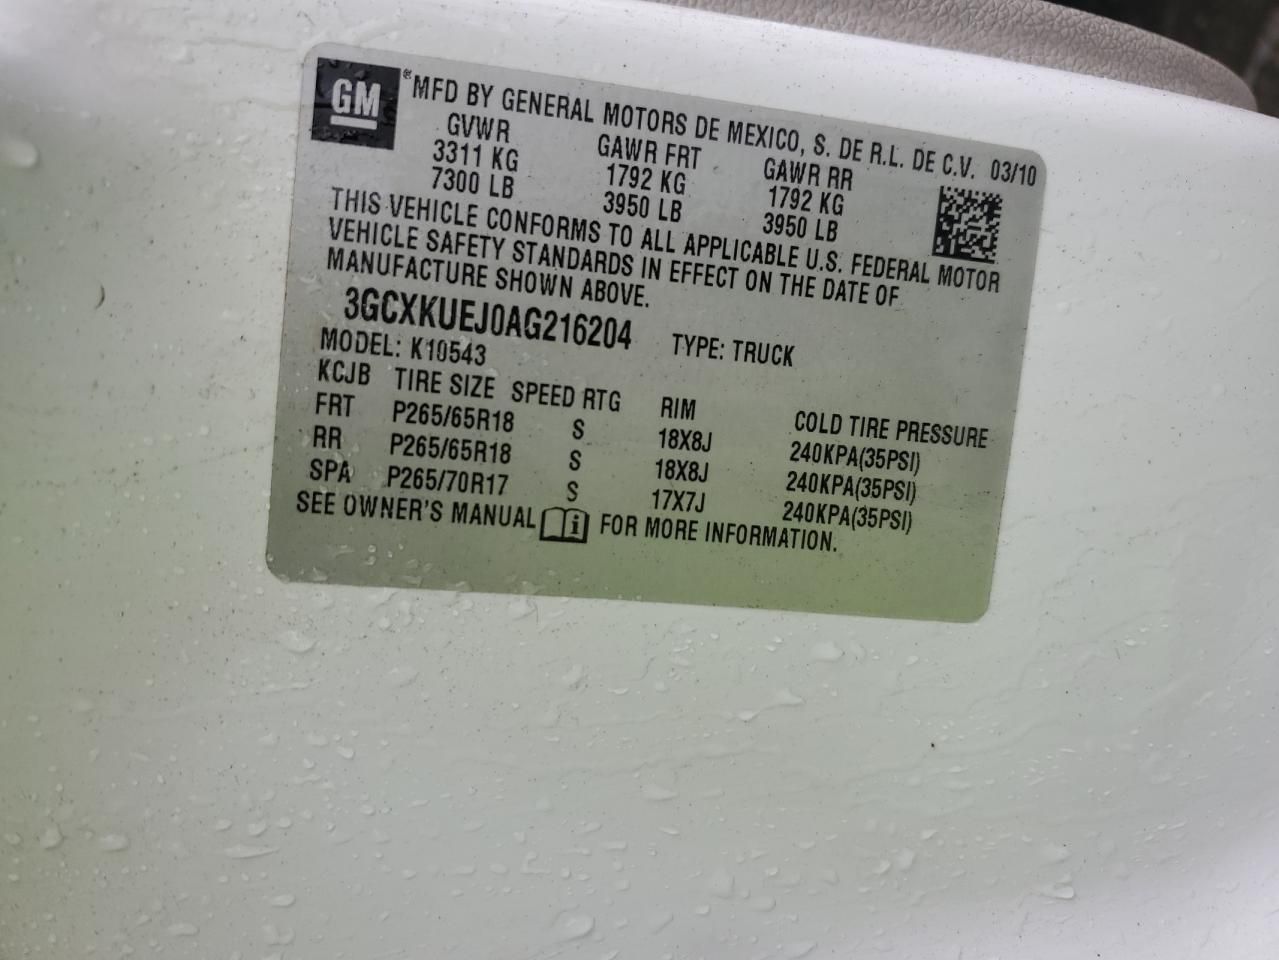 GM ® MFD BY GENERAL MOTORS DE MEXICO, S. DE R.L. DE C.V. 03/10
GVWR GAWR FRT GAWR RR
3311 KG 1792 KG 1792 KG
7300 LB 3950 LB 3950 LB
THIS VEHICLE CONFORMS TO ALL APPLICABLE U.S. FEDERAL MOTOR
VEHICLE SAFETY STANDARDS IN EFFECT ON THE DATE OF
MANUFACTURE SHOWN ABOVE.
3GCXKUEJ0AG216204 TYPE: TRUCK
MODEL: K10543
KCJB TIRE SIZE SPEED RTG RIM COLD TIRE PRESSURE
FRT P265/65R18 S 18X8J 240KPA(35PSI)
RR P265/65R18 S 18X8J 240KPA(35PSI)
SPA P265/70R17 S 17X7J 240KPA(35PSI)
SEE OWNER'S MANUAL i FOR MORE INFORMATION.